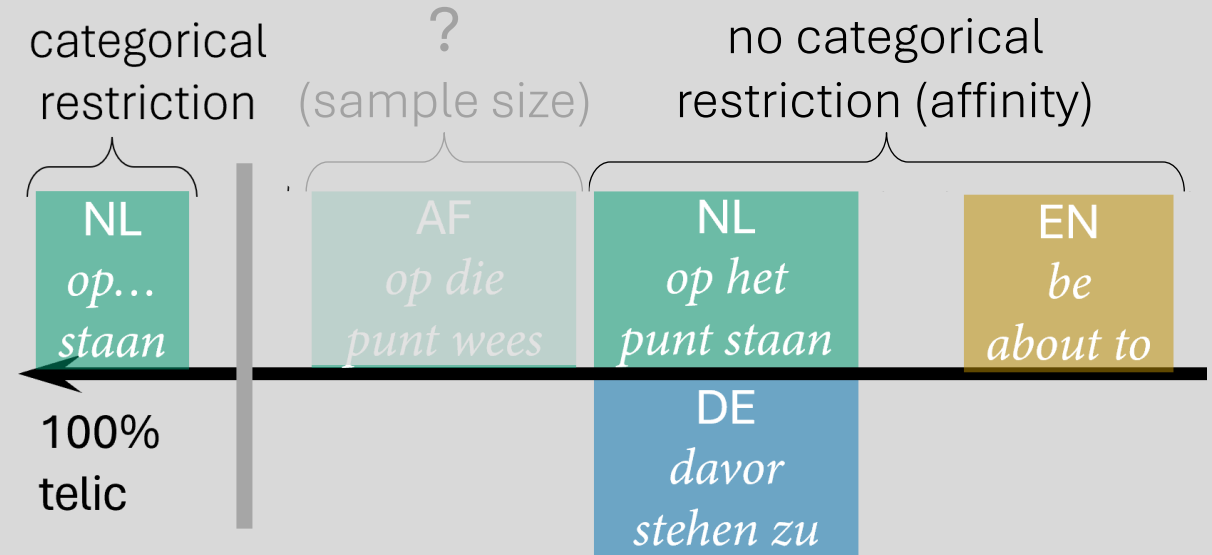 categorical
restriction
?
(sample size)
no categorical
restriction (affinity)
NL
op…
staan
AF
op die
punt wees
NL
op het
punt staan
EN
be
about to
100%
telic
DE
davor
stehen zu